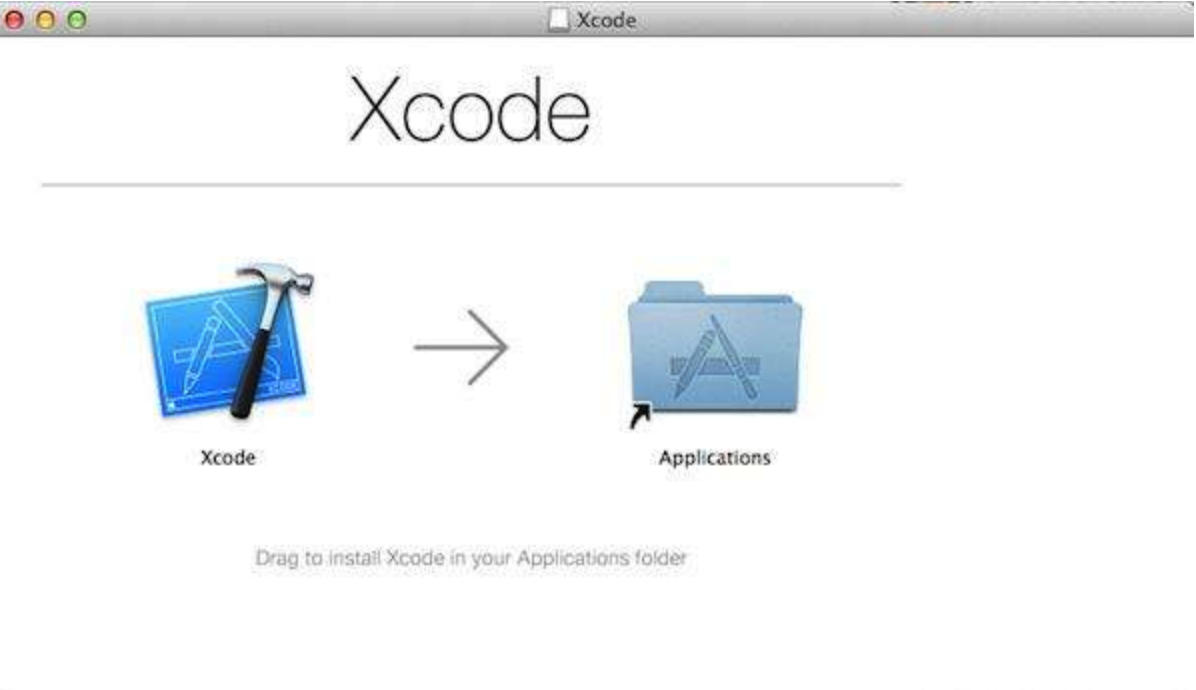 Xcode
Xcode
Xcode
Applications
Drag to install Xcode in your Applications folder